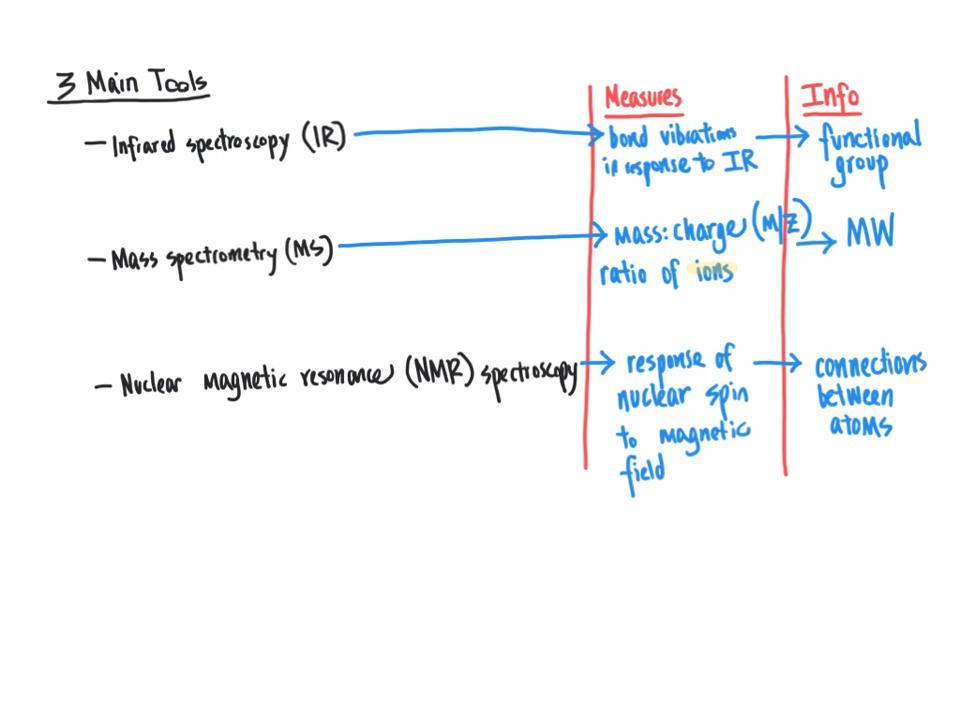 3 Main Tools
Measures
Info
– Infrared spectroscopy (IR)
bond vibrations
in response to IR
functional
group
– Mass spectrometry (MS)
mass: charge (m/z)
ratio of ions
MW
– Nuclear magnetic resonance (NMR) spectroscopy
response of
nuclear spin
to magnetic
field
connections
between
atoms